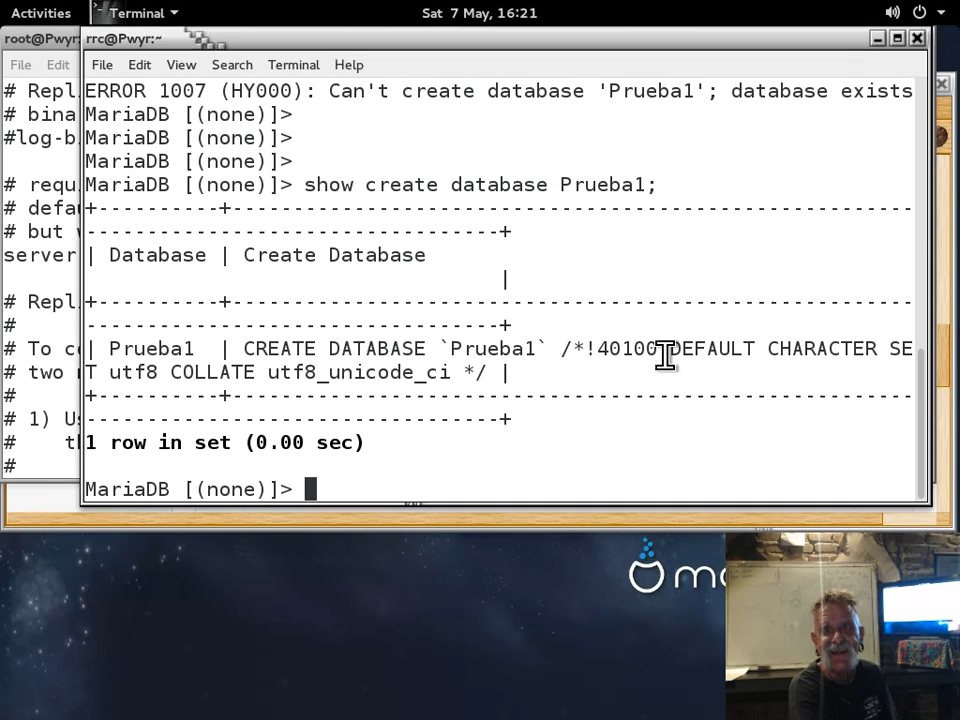 Activities
Terminal
Sat 7 May, 16:21
root@Pwyr:
rrc@Pwyr:~
File Edit
File Edit View Search Terminal Help
# Repl
# bina
#log-b
# requ
# defau
# but w
server
# Repl
#
# To co
# two m
#
# 1) Us
# th
#
ERROR 1007 (HY000): Can't create database 'Prueba1'; database exists
MariaDB [(none)]>
MariaDB [(none)]>
MariaDB [(none)]>
MariaDB [(none)]> show create database Prueba1;
+----------+---------------------------------------------------------
-----------------------------------+
| Database | Create Database
|
+----------+---------------------------------------------------------
-----------------------------------+
| Prueba1 | CREATE DATABASE `Prueba1` /*!40100 DEFAULT CHARACTER SE
T utf8 COLLATE utf8_unicode_ci */ |
+----------+---------------------------------------------------------
-----------------------------------+
1 row in set (0.00 sec)
MariaDB [(none)]>